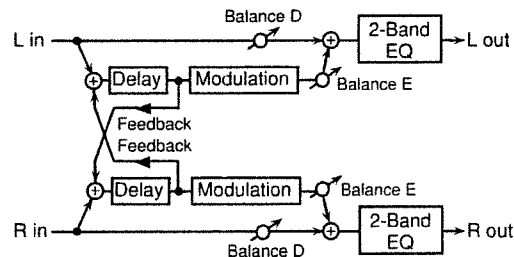 Balance D
L in
2-Band
EQ
L out
Delay
Modulation
Balance E
Feedback
Feedback
Delay
Modulation
Balance E
R in
Balance D
2-Band
EQ
R out